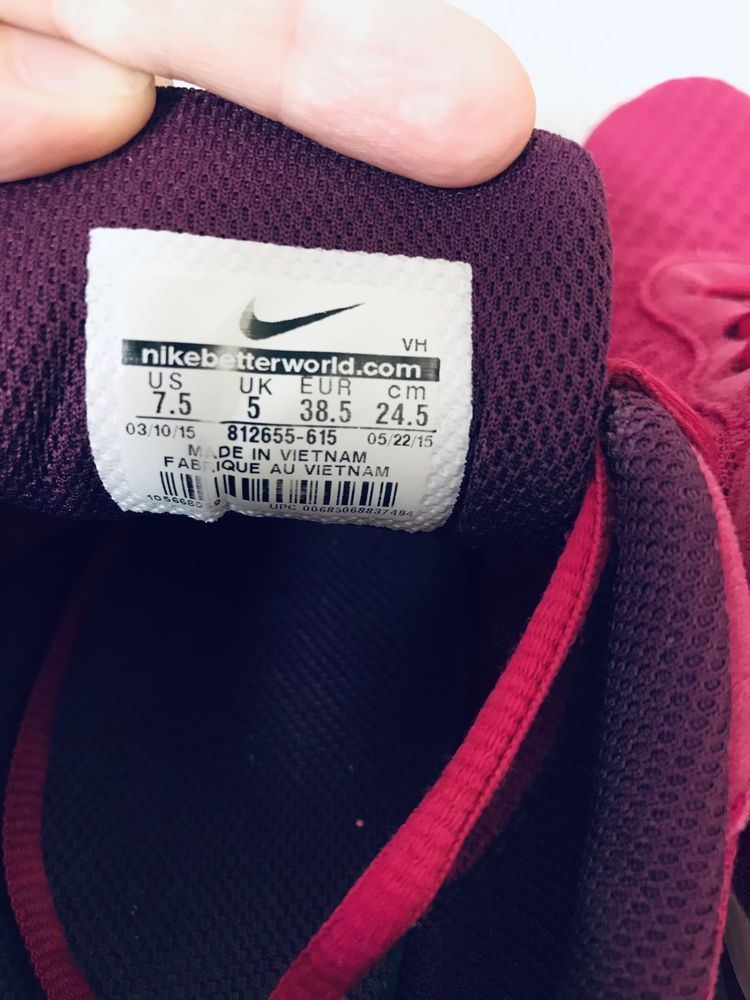 VH
nikebetterworld.com
US UK EUR cm
7.5 5 38.5 24.5
03/10/15 812655-615 05/22/15
MADE IN VIETNAM
FABRIQUE AU VIETNAM
UPC 00685068837494